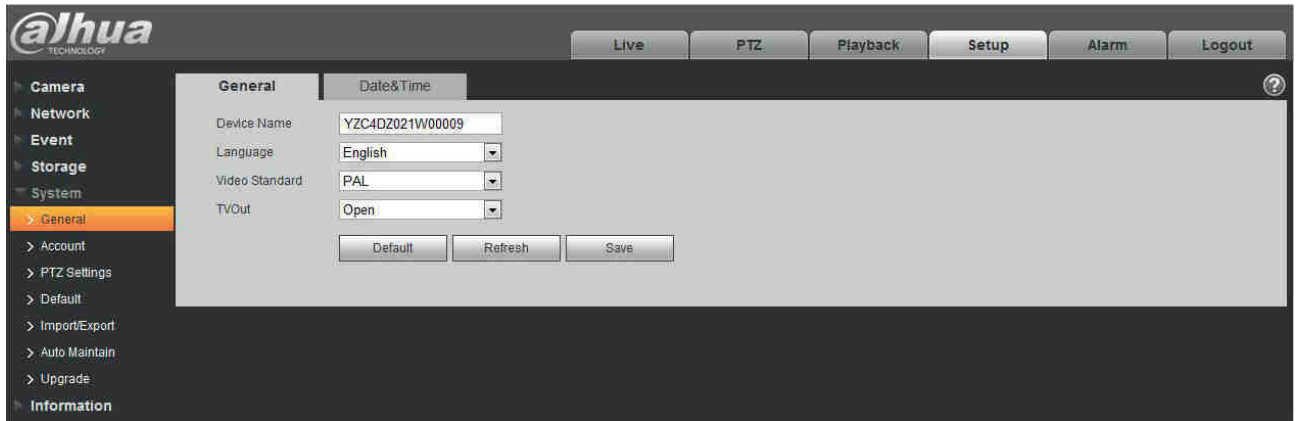 alhua
TECHNOLOGY
Live PTZ Playback Setup Alarm Logout
Camera
Network
Event
Storage
System
General
Account
PTZ Settings
Default
Import/Export
Auto Maintain
Upgrade
Information
General Date&Time
?
Device Name YZC4DZ021W00009
Language English
Video Standard PAL
TVOut Open
Default Refresh Save